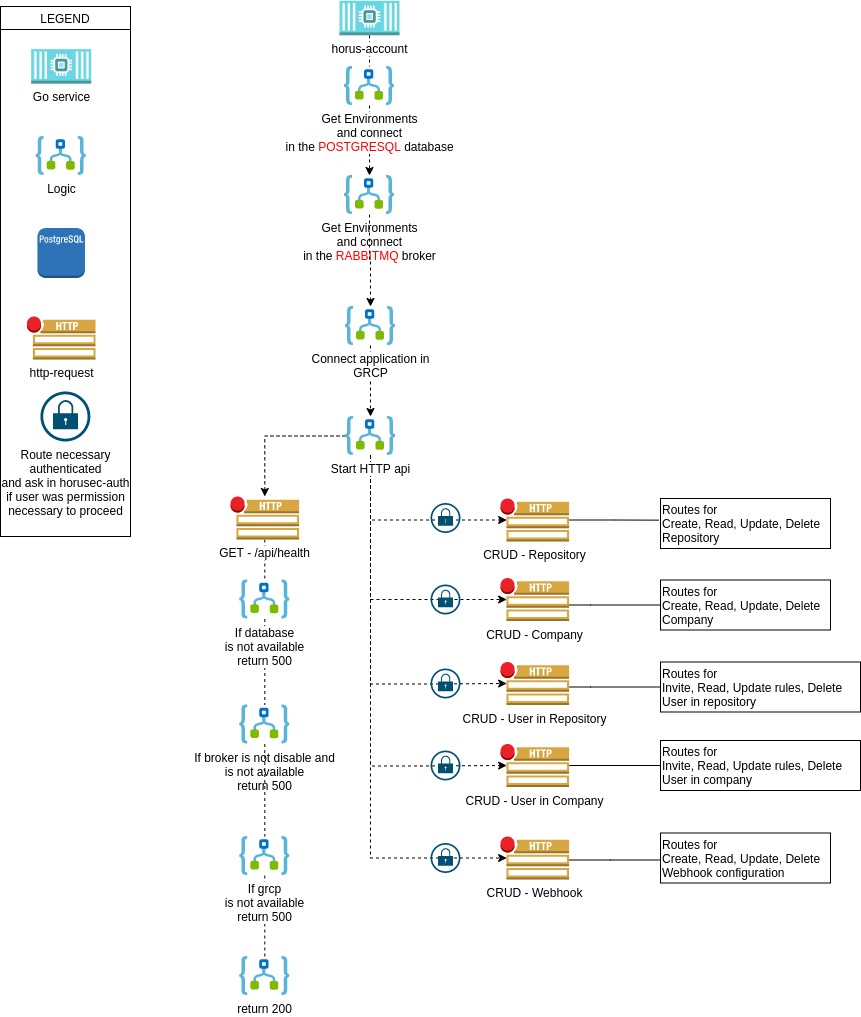 LEGEND
Go service
Logic
PostgreSQL
HTTP
http-request
Route necessary
authenticated
and ask in horusec-auth
if user was permission
necessary to proceed
horus-account
Get Environments
and connect
in the POSTGRESQL database
Get Environments
and connect
in the RABBITMQ broker
Connect application in
GRCP
Start HTTP api
HTTP
GET - /api/health
If database
is not available
return 500
If broker is not disable and
is not available
return 500
If grcp
is not available
return 500
return 200
HTTP
CRUD - Repository
Routes for
Create, Read, Update, Delete
Repository
HTTP
CRUD - Company
Routes for
Create, Read, Update, Delete
Company
HTTP
CRUD - User in Repository
Routes for
Invite, Read, Update rules, Delete
User in repository
HTTP
CRUD - User in Company
Routes for
Invite, Read, Update rules, Delete
User in company
HTTP
CRUD - Webhook
Routes for
Create, Read, Update, Delete
Webhook configuration